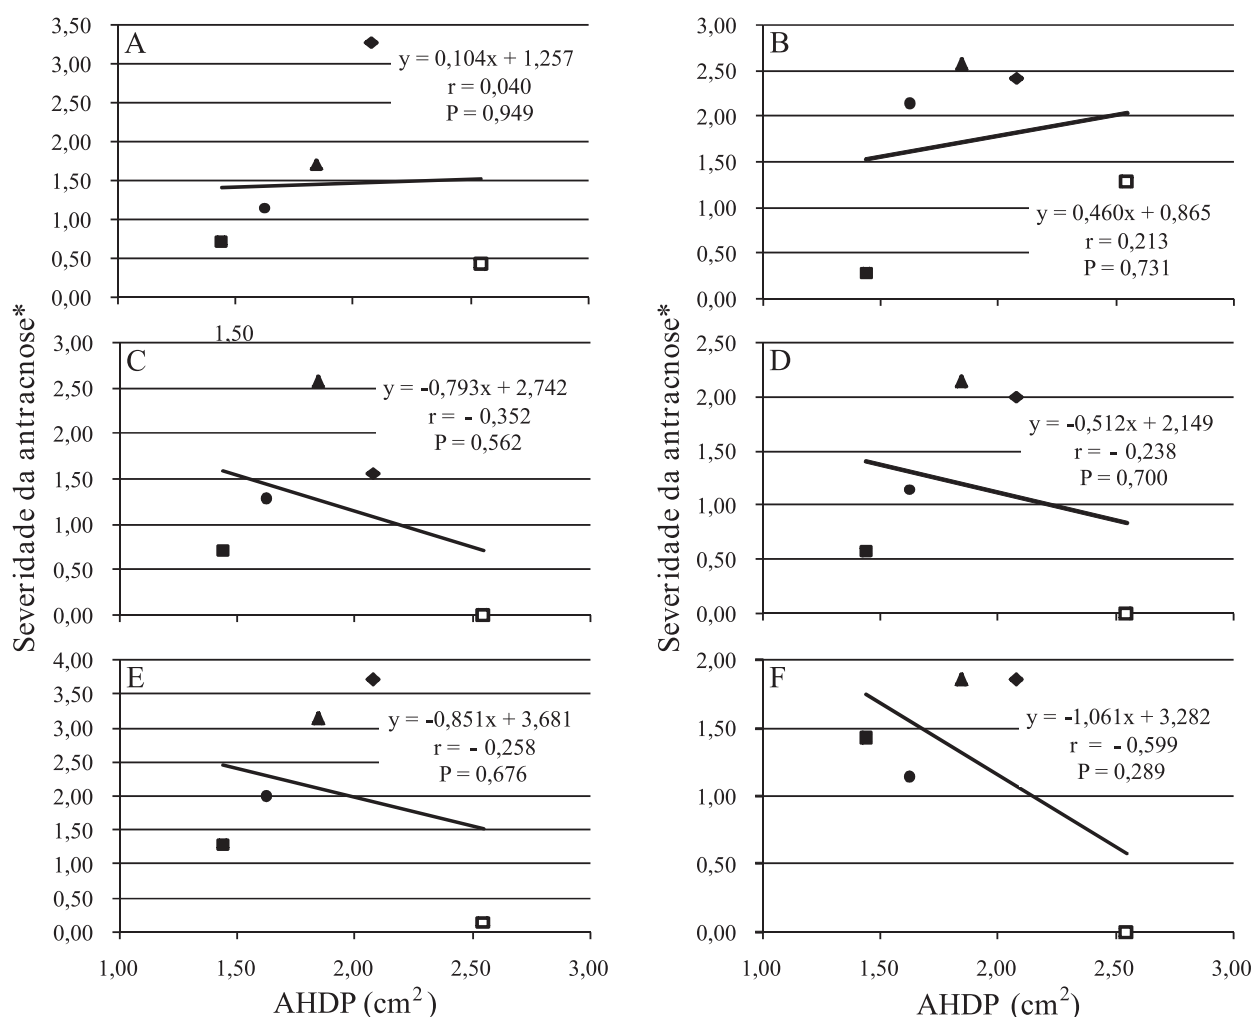 Severidade da antracnose*
A
3,50
3,00
2,50
2,00
1,50
1,00
0,50
0,00
y = 0,104x + 1,257
r = 0,040
P = 0,949
1,50
B
3,00
2,50
2,00
1,50
1,00
0,50
0,00
y = 0,460x + 0,865
r = 0,213
P = 0,731
C
3,00
2,50
2,00
1,50
1,00
0,50
0,00
y = -0,793x + 2,742
r = - 0,352
P = 0,562
Severidade da antracnose*
D
2,50
2,00
1,50
1,00
0,50
0,00
y = -0,512x + 2,149
r = - 0,238
P = 0,700
E
4,00
3,50
3,00
2,50
2,00
1,50
1,00
0,50
0,00
y = -0,851x + 3,681
r = - 0,258
P = 0,676
1,00 1,50 2,00 2,50 3,00
AHDP (cm²)
F
2,00
1,50
1,00
0,50
0,00
y = -1,061x + 3,282
r = - 0,599
P = 0,289
1,00 1,50 2,00 2,50 3,00
AHDP (cm²)